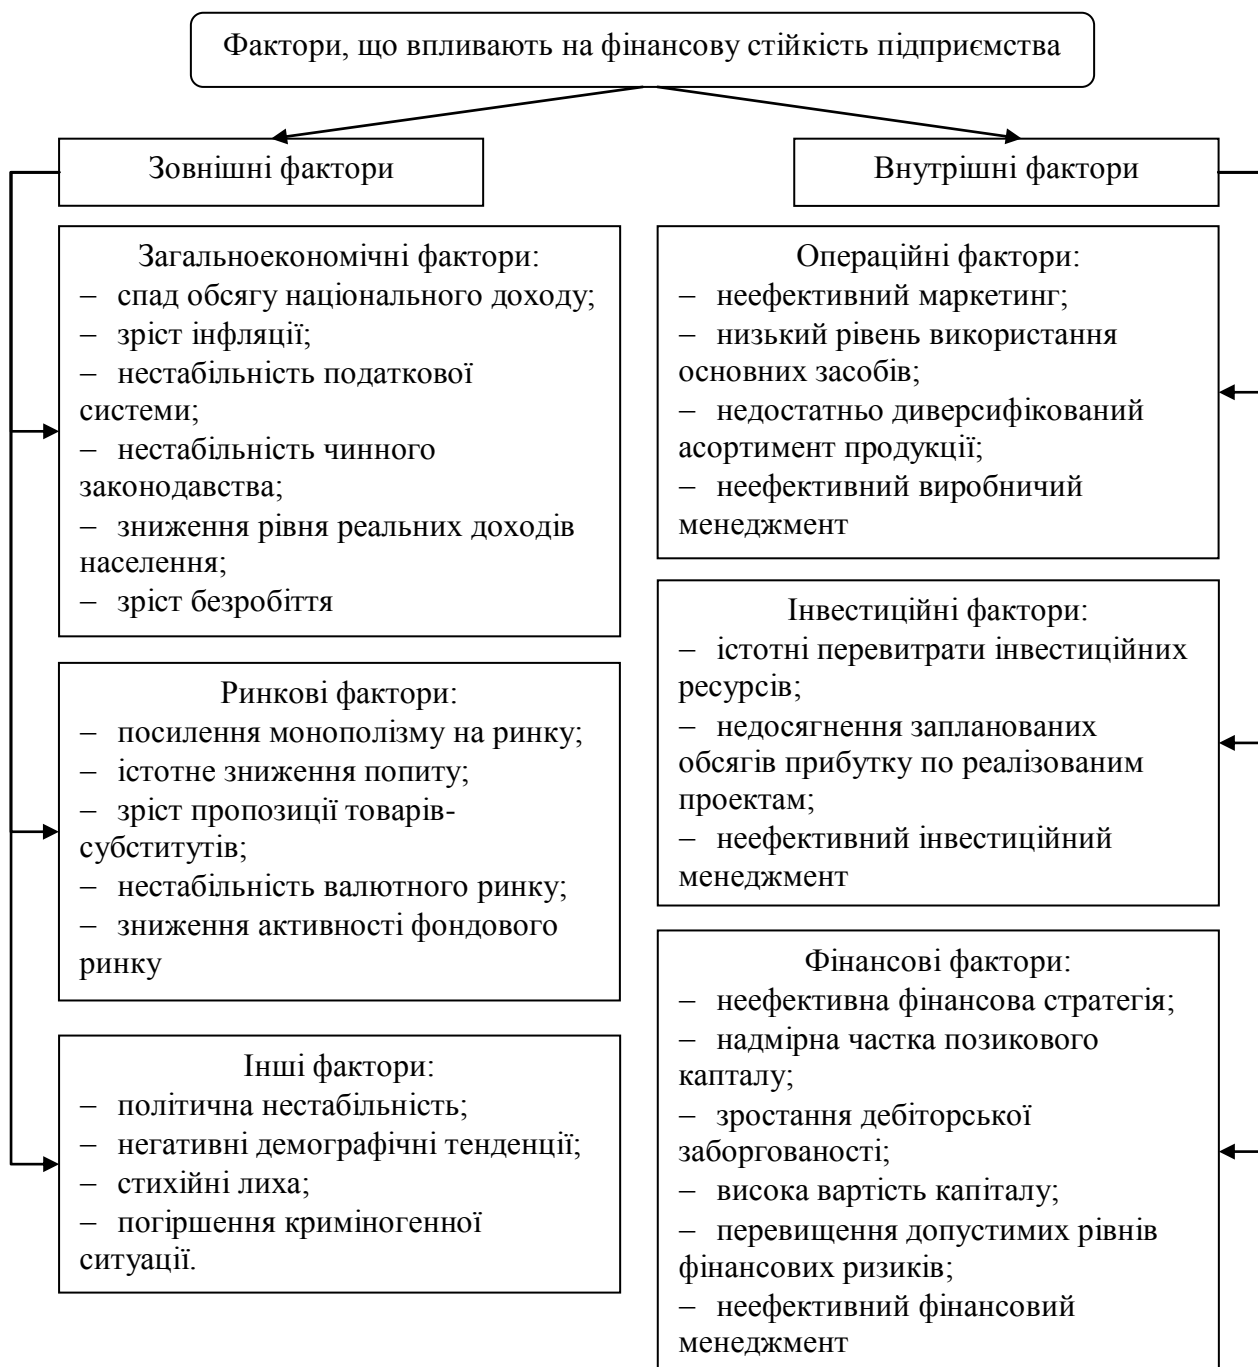 Фактори, що впливають на фінансову стійкість підприємства
Зовнішні фактори
Загальноекономічні фактори:
– спад обсягу національного доходу;
– зріст інфляції;
– нестабільність податкової
системи;
– нестабільність чинного
законодавства;
– зниження рівня реальних доходів
населення;
– зріст безробіття
Ринкові фактори:
– посилення монополізму на ринку;
– істотне зниження попиту;
– зріст пропозиції товарів-
субститутів;
– нестабільність валютного ринку;
– зниження активності фондового
ринку
Інші фактори:
– політична нестабільність;
– негативні демографічні тенденції;
– стихійні лиха;
– погіршення криміногенної
ситуації.
Внутрішні фактори
Операційні фактори:
– неефективний маркетинг;
– низький рівень використання
основних засобів;
– недостатньо диверсифікований
асортимент продукції;
– неефективний виробничий
менеджмент
Інвестиційні фактори:
– істотні перевитрати інвестиційних
ресурсів;
– недосягнення запланованих
обсягів прибутку по реалізованим
проектам;
– неефективний інвестиційний
менеджмент
Фінансові фактори:
– неефективна фінансова стратегія;
– надмірна частка позикового
капталу;
– зростання дебіторської
заборгованості;
– висока вартість капіталу;
– перевищення допустимих рівнів
фінансових ризиків;
– неефективний фінансовий
менеджмент